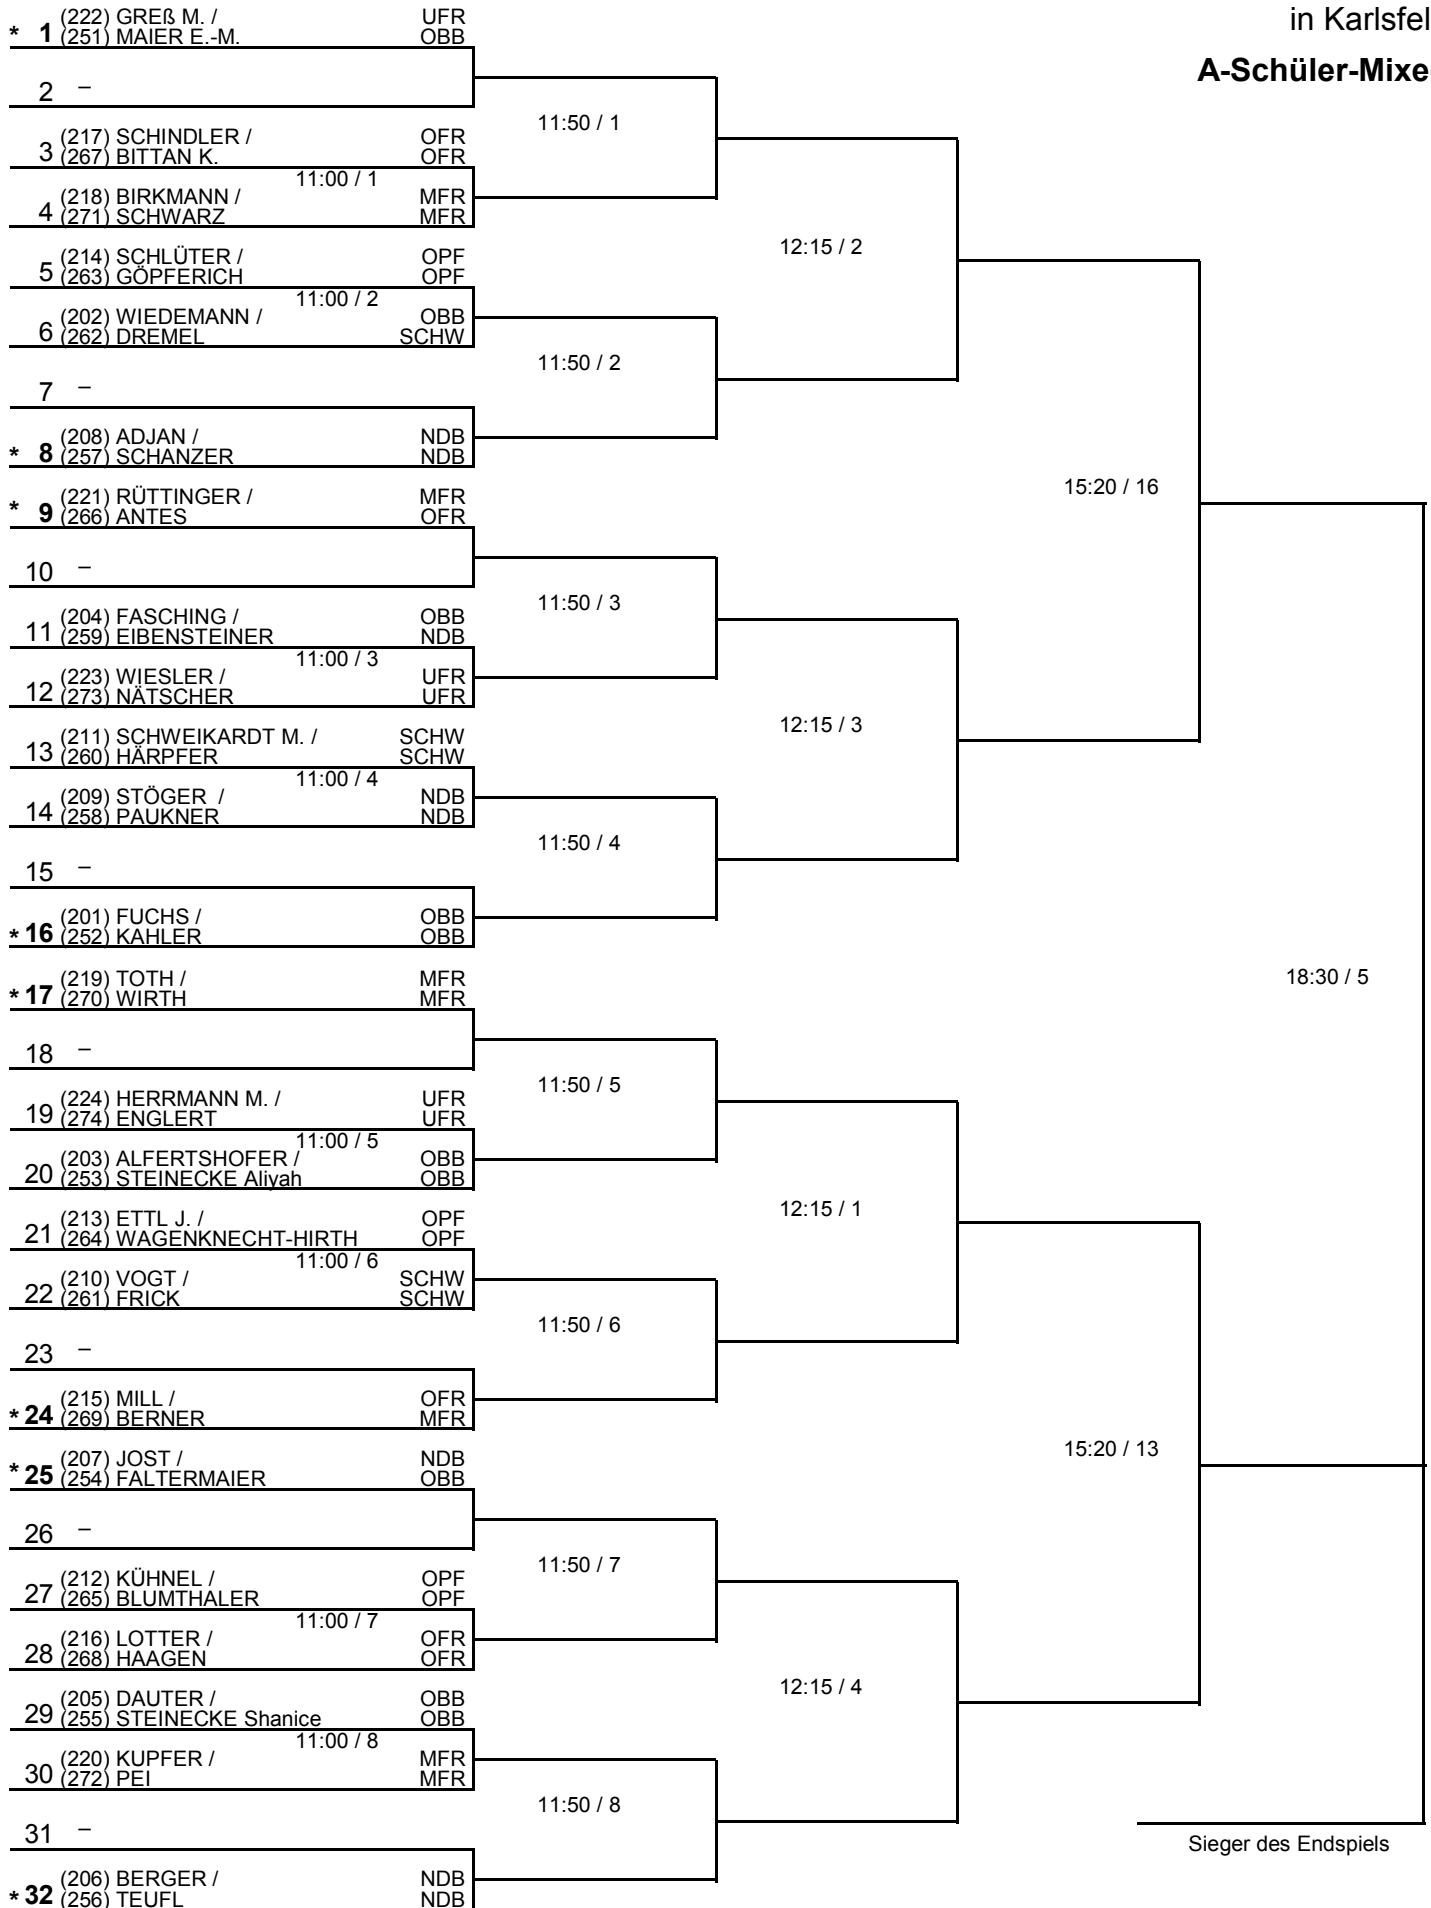 in Karlsfel
A-Schüler-Mixe
* 1 (222) GREß M. / UFR
(251) MAIER E.-M. OBB
2 –
11:50 / 1
3 (217) SCHINDLER / OFR
(267) BITTAN K. OFR
11:00 / 1
4 (218) BIRKMANN / MFR
(271) SCHWARZ MFR
12:15 / 2
5 (214) SCHLÜTER / OPF
(263) GÖPFERICH OPF
11:00 / 2
6 (202) WIEDEMANN / OBB
(262) DREMEL SCHW
11:50 / 2
7 –
* 8 (208) ADJAN / NDB
(257) SCHANZER NDB
15:20 / 16
* 9 (221) RÜTTINGER / MFR
(266) ANTES OFR
10 –
11:50 / 3
11 (204) FASCHING / OBB
(259) EIBENSTEINER NDB
11:00 / 3
12 (223) WIESLER / UFR
(273) NÄTSCHER UFR
12:15 / 3
13 (211) SCHWEIKARDT M. / SCHW
(260) HÄRPFER SCHW
11:00 / 4
14 (209) STÖGER / NDB
(258) PAUKNER NDB
11:50 / 4
15 –
* 16 (201) FUCHS / OBB
(252) KAHLER OBB
18:30 / 5
* 17 (219) TOTH / MFR
(270) WIRTH MFR
18 –
11:50 / 5
19 (224) HERRMANN M. / UFR
(274) ENGLERT UFR
11:00 / 5
20 (203) ALFERTSHOFER / OBB
(253) STEINECKE Aliyah OBB
12:15 / 1
21 (213) ETTL J. / OPF
(264) WAGENKNECHT-HIRTH OPF
11:00 / 6
22 (210) VOGT / SCHW
(261) FRICK SCHW
11:50 / 6
23 –
* 24 (215) MILL / OFR
(269) BERNER MFR
15:20 / 13
* 25 (207) JOST / NDB
(254) FALTERMAIER OBB
26 –
11:50 / 7
27 (212) KÜHNEL / OPF
(265) BLUMTHALER OPF
11:00 / 7
28 (216) LOTTER / OFR
(268) HAAGEN OFR
12:15 / 4
29 (205) DAUTER / OBB
(255) STEINECKE Shanice OBB
11:00 / 8
30 (220) KUPFER / MFR
(272) PEI MFR
11:50 / 8
31 –
Sieger des Endspiels
* 32 (206) BERGER / NDB
(256) TEUFL NDB